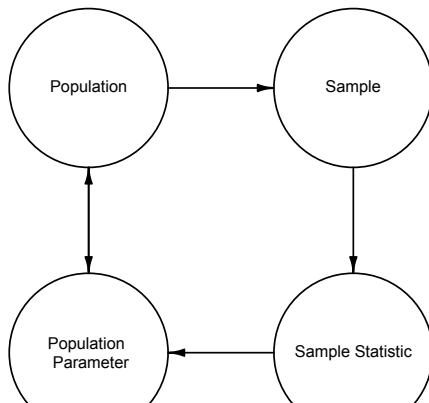 Population
Sample
Population
Parameter
Sample Statistic